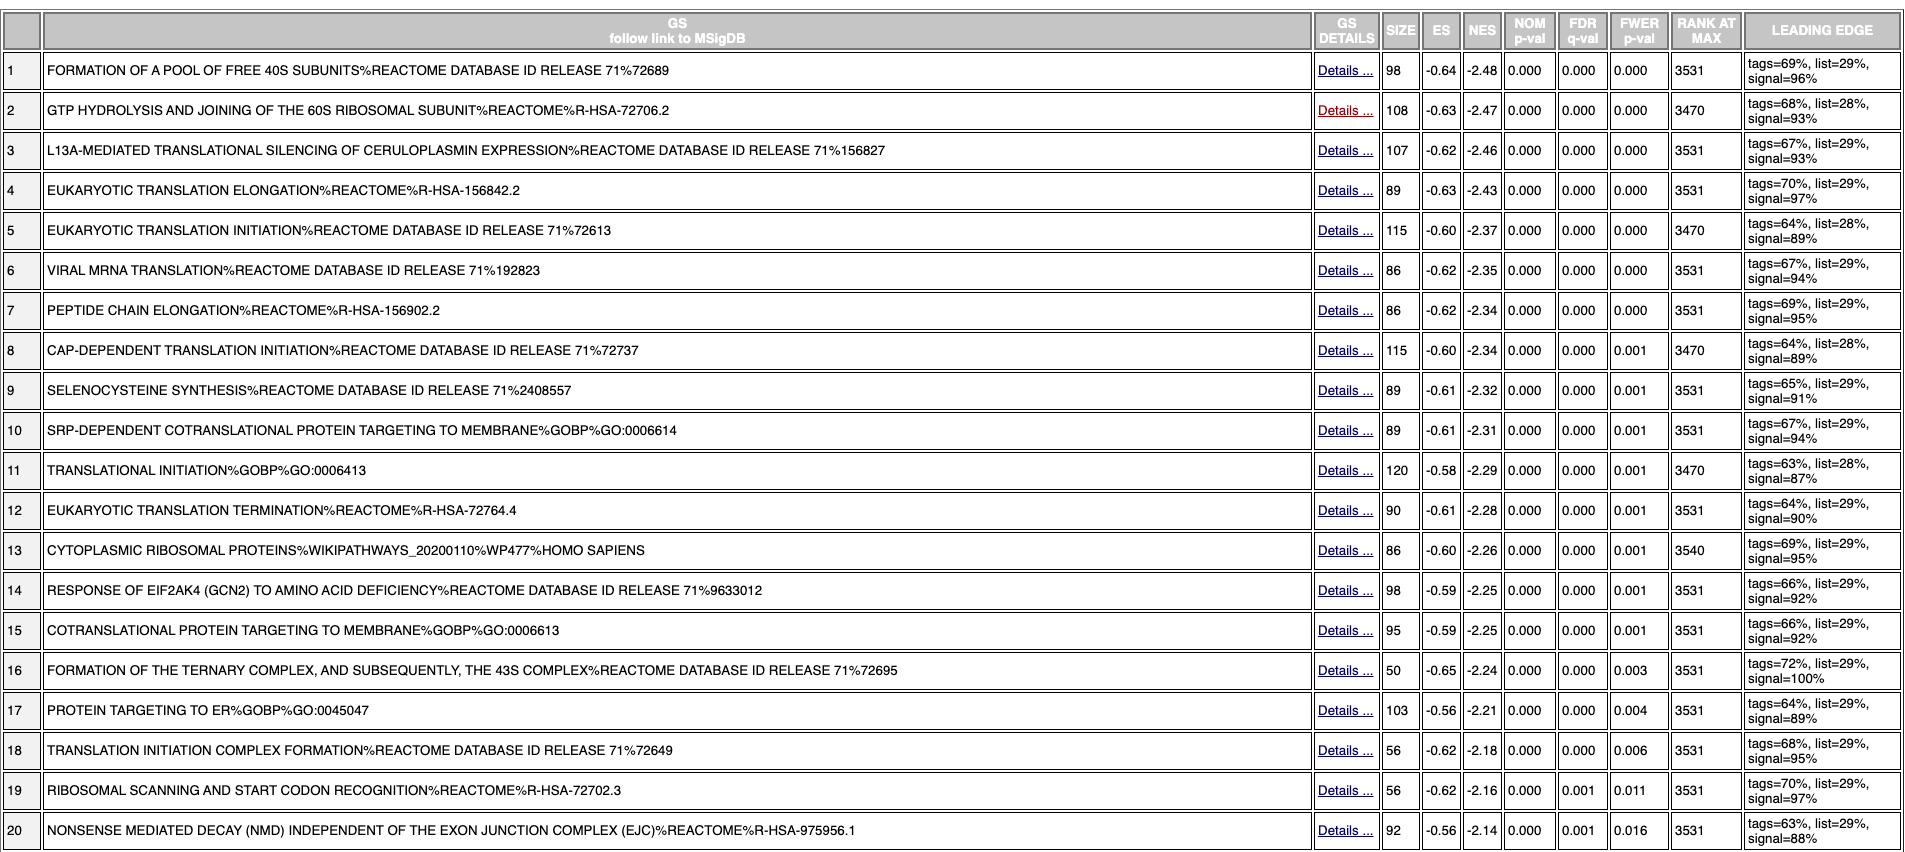 GS
follow link to MSigDB
GS
DETAILS
SIZE
ES
NES
NOM
p-val
FDR
q-val
FWER
p-val
RANK AT
MAX
LEADING EDGE
1 FORMATION OF A POOL OF FREE 40S SUBUNITS%REACTOME DATABASE ID RELEASE 71%72689 Details ... 98 -0.64 -2.48 0.000 0.000 0.000 3531 tags=69%, list=29%,
signal=96%
2 GTP HYDROLYSIS AND JOINING OF THE 60S RIBOSOMAL SUBUNIT%REACTOME%R-HSA-72706.2 Details ... 108 -0.63 -2.47 0.000 0.000 0.000 3470 tags=68%, list=28%,
signal=93%
3 L13A-MEDIATED TRANSLATIONAL SILENCING OF CERULOPLASMIN EXPRESSION%REACTOME DATABASE ID RELEASE 71%156827 Details ... 107 -0.62 -2.46 0.000 0.000 0.000 3531 tags=67%, list=29%,
signal=93%
4 EUKARYOTIC TRANSLATION ELONGATION%REACTOME%R-HSA-156842.2 Details ... 89 -0.63 -2.43 0.000 0.000 0.000 3531 tags=70%, list=29%,
signal=97%
5 EUKARYOTIC TRANSLATION INITIATION%REACTOME DATABASE ID RELEASE 71%72613 Details ... 115 -0.60 -2.37 0.000 0.000 0.000 3470 tags=64%, list=28%,
signal=89%
6 VIRAL MRNA TRANSLATION%REACTOME DATABASE ID RELEASE 71%192823 Details ... 86 -0.62 -2.35 0.000 0.000 0.000 3531 tags=67%, list=29%,
signal=94%
7 PEPTIDE CHAIN ELONGATION%REACTOME%R-HSA-156902.2 Details ... 86 -0.62 -2.34 0.000 0.000 0.000 3531 tags=69%, list=29%,
signal=95%
8 CAP-DEPENDENT TRANSLATION INITIATION%REACTOME DATABASE ID RELEASE 71%72737 Details ... 115 -0.60 -2.34 0.000 0.000 0.001 3470 tags=64%, list=28%,
signal=89%
9 SELENOCYSTEINE SYNTHESIS%REACTOME DATABASE ID RELEASE 71%2408557 Details ... 89 -0.61 -2.32 0.000 0.000 0.001 3531 tags=65%, list=29%,
signal=91%
10 SRP-DEPENDENT COTRANSLATIONAL PROTEIN TARGETING TO MEMBRANE%GOBP%GO:0006614 Details ... 89 -0.61 -2.31 0.000 0.000 0.001 3531 tags=67%, list=29%,
signal=94%
11 TRANSLATIONAL INITIATION%GOBP%GO:0006413 Details ... 120 -0.58 -2.29 0.000 0.000 0.001 3470 tags=63%, list=28%,
signal=87%
12 EUKARYOTIC TRANSLATION TERMINATION%REACTOME%R-HSA-72764.4 Details ... 90 -0.61 -2.28 0.000 0.000 0.001 3531 tags=64%, list=29%,
signal=90%
13 CYTOPLASMIC RIBOSOMAL PROTEINS%WIKIPATHWAYS_20200110%WP477%HOMO SAPIENS Details ... 86 -0.60 -2.26 0.000 0.000 0.001 3540 tags=69%, list=29%,
signal=95%
14 RESPONSE OF EIF2AK4 (GCN2) TO AMINO ACID DEFICIENCY%REACTOME DATABASE ID RELEASE 71%9633012 Details ... 98 -0.59 -2.25 0.000 0.000 0.001 3531 tags=66%, list=29%,
signal=92%
15 COTRANSLATIONAL PROTEIN TARGETING TO MEMBRANE%GOBP%GO:0006613 Details ... 95 -0.59 -2.25 0.000 0.000 0.001 3531 tags=66%, list=29%,
signal=92%
16 FORMATION OF THE TERNARY COMPLEX, AND SUBSEQUENTLY, THE 43S COMPLEX%REACTOME DATABASE ID RELEASE 71%72695 Details ... 50 -0.65 -2.24 0.000 0.000 0.003 3531 tags=72%, list=29%,
signal=100%
17 PROTEIN TARGETING TO ER%GOBP%GO:0045047 Details ... 103 -0.56 -2.21 0.000 0.000 0.004 3531 tags=64%, list=29%,
signal=89%
18 TRANSLATION INITIATION COMPLEX FORMATION%REACTOME DATABASE ID RELEASE 71%72649 Details ... 56 -0.62 -2.18 0.000 0.000 0.006 3531 tags=68%, list=29%,
signal=95%
19 RIBOSOMAL SCANNING AND START CODON RECOGNITION%REACTOME%R-HSA-72702.3 Details ... 56 -0.62 -2.16 0.000 0.001 0.011 3531 tags=70%, list=29%,
signal=97%
20 NONSENSE MEDIATED DECAY (NMD) INDEPENDENT OF THE EXON JUNCTION COMPLEX (EJC)%REACTOME%R-HSA-975956.1 Details ... 92 -0.56 -2.14 0.000 0.001 0.016 3531 tags=63%, list=29%,
signal=88%